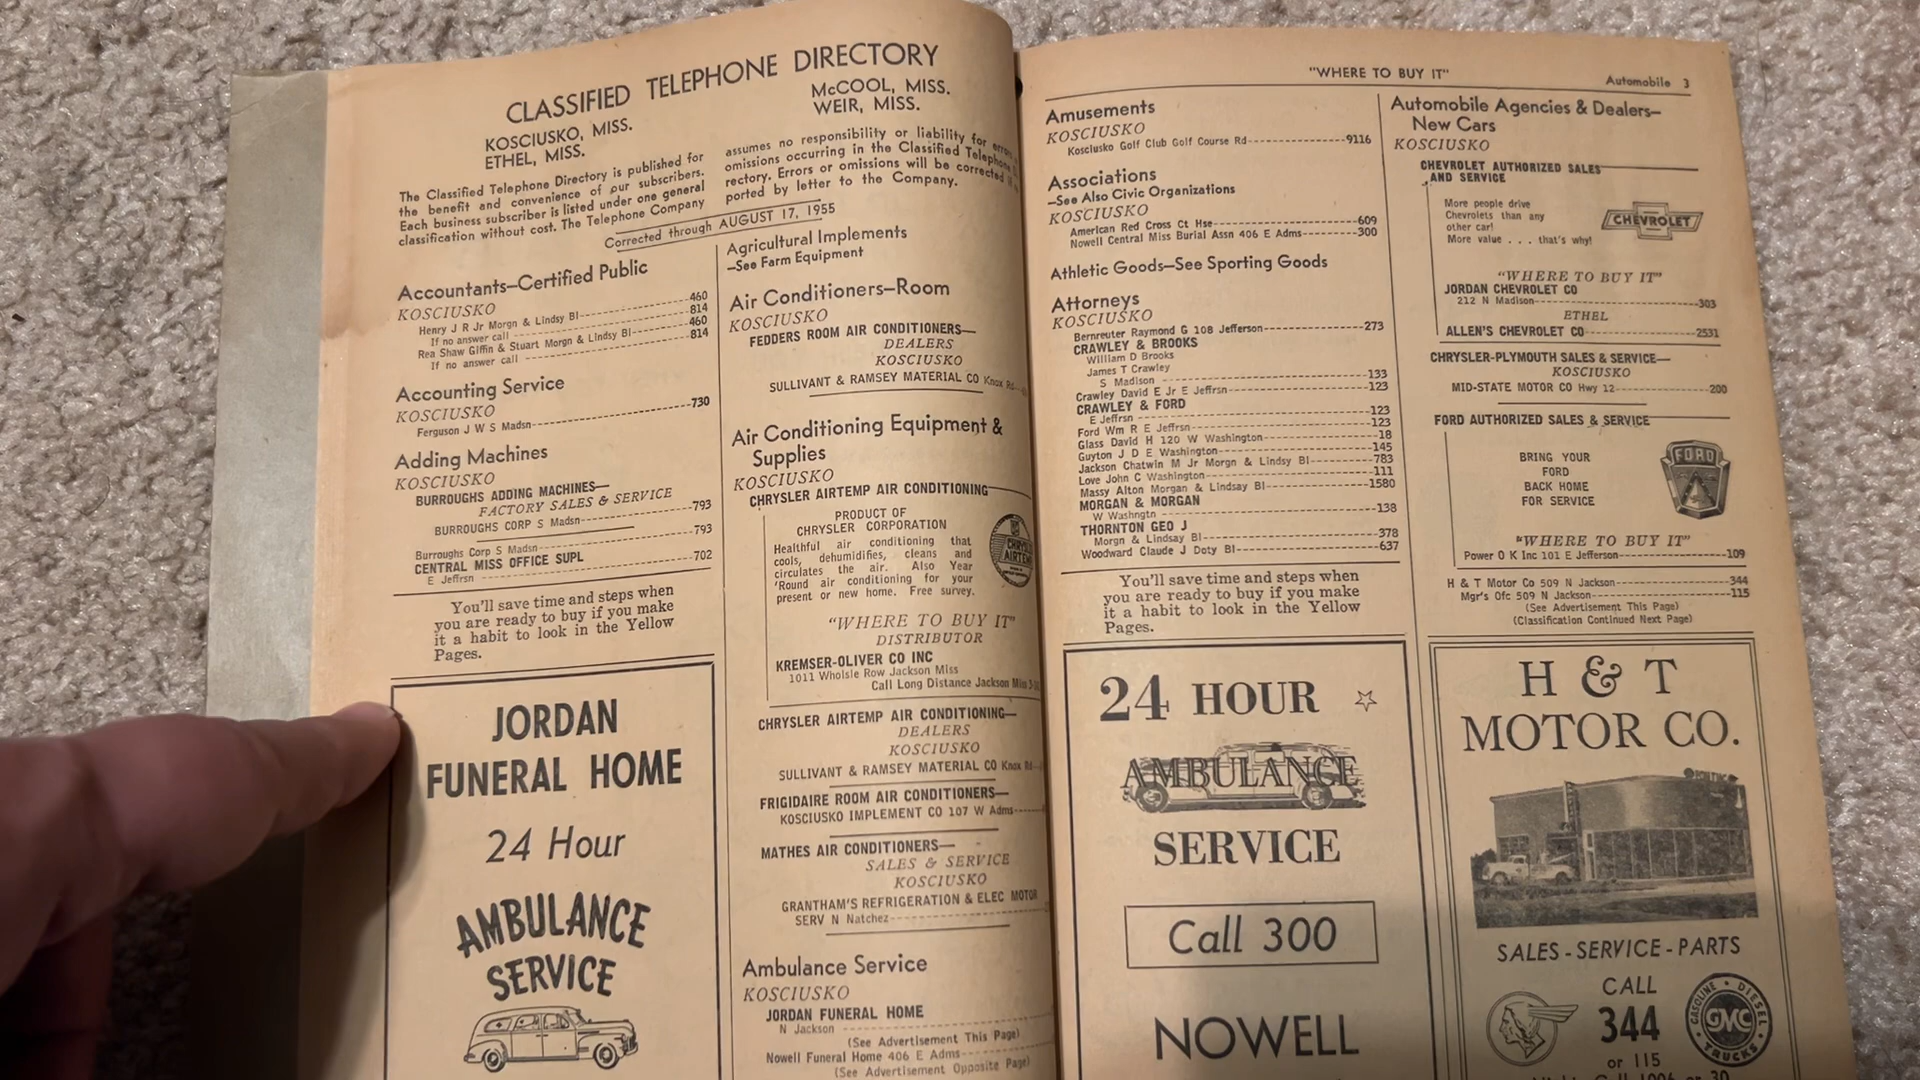 CLASSIFIED TELEPHONE DIRECTORY
KOSCIUSKO, MISS.
ETHEL, MISS.
McCOOL, MISS.
WEIR, MISS.
The Classified Telephone Directory is published for
the benefit and convenience of our subscribers.
Each business subscriber is listed under one general
classification without cost. The Telephone Company
assumes no responsibility or liability for errors
omissions occurring in the Classified Telephone
rectory. Errors or omissions will be corrected
ported by letter to the Company.
Corrected through AUGUST 17, 1955
Accountants—Certified Public
KOSCIUSKO
Henry J R Jr Morgn & Lindsy Bl 460
If no answer call 814
Rea Shaw Giffin & Stuart Morgn & Lindsy Bl 460
If no answer call 814
Accounting Service
KOSCIUSKO
Ferguson J W S Madsn 730
Adding Machines
KOSCIUSKO
BURROUGHS ADDING MACHINES—
FACTORY SALES & SERVICE
BURROUGHS CORP S Madsn 793
Burroughs Corp S Madsn 793
CENTRAL MISS OFFICE SUPL
E Jeffrsn 702
You'll save time and steps when
you are ready to buy if you make
it a habit to look in the Yellow
Pages.
JORDAN
FUNERAL HOME
24 Hour
AMBULANCE
SERVICE
Agricultural Implements
—See Farm Equipment
Air Conditioners—Room
KOSCIUSKO
FEDDERS ROOM AIR CONDITIONERS—
DEALERS
KOSCIUSKO
SULLIVANT & RAMSEY MATERIAL CO Knox Rd
Air Conditioning Equipment &
Supplies
KOSCIUSKO
CHRYSLER AIRTEMP AIR CONDITIONING
PRODUCT OF
CHRYSLER CORPORATION
Healthful air conditioning that
cools, dehumidifies, cleans and
circulates the air. Also Year
'Round air conditioning for your
present or new home. Free survey.
CHRYSLER
AIRTEMP
"WHERE TO BUY IT"
DISTRIBUTOR
KREMSER-OLIVER CO INC
1011 Wholsle Row Jackson Miss
Call Long Distance Jackson Miss
CHRYSLER AIRTEMP AIR CONDITIONING—
DEALERS
KOSCIUSKO
SULLIVANT & RAMSEY MATERIAL CO Knox Rd
FRIGIDAIRE ROOM AIR CONDITIONERS—
KOSCIUSKO IMPLEMENT CO 107 W Adms
MATHES AIR CONDITIONERS—
SALES & SERVICE
KOSCIUSKO
GRANTHAM'S REFRIGERATION & ELEC MOTOR
SERV N Natchez
Ambulance Service
KOSCIUSKO
JORDAN FUNERAL HOME
N Jackson
(See Advertisement This Page)
Nowell Funeral Home 406 E Adms
(See Advertisement Opposite Page)
"WHERE TO BUY IT"
Automobile 3
Amusements
KOSCIUSKO
Kosciusko Golf Club Golf Course Rd 9116
Associations
—See Also Civic Organizations
KOSCIUSKO
American Red Cross Ct Hse 609
Nowell Central Miss Burial Assn 406 E Adms 300
Athletic Goods—See Sporting Goods
Attorneys
KOSCIUSKO
Bernreuter Raymond G 108 Jefferson 273
CRAWLEY & BROOKS
William D Brooks
James T Crawley
S Madison 133
Crawley David E Jr E Jeffrsn 123
CRAWLEY & FORD
E Jeffrsn 123
Ford Wm R E Jeffrsn 123
Glass David H 120 W Washington 18
Guyton J D E Washington 145
Jackson Chatwin M Jr Morgn & Lindsy Bl 783
Love John C Washington 111
Massy Alton Morgan & Lindsay Bl 1580
MORGAN & MORGAN
W Washngtn 138
THORNTON GEO J
Morgn & Lindsay Bl 378
Woodward Claude J Doty Bl 637
You'll save time and steps when
you are ready to buy if you make
it a habit to look in the Yellow
Pages.
24 HOUR
AMBULANCE
SERVICE
Call 300
NOWELL
Automobile Agencies & Dealers—
New Cars
KOSCIUSKO
CHEVROLET AUTHORIZED SALES
AND SERVICE
More people drive
Chevrolets than any
other car!
More value . . . that's why!
CHEVROLET
"WHERE TO BUY IT"
JORDAN CHEVROLET CO
212 N Madison 303
ETHEL
ALLEN'S CHEVROLET CO 2531
CHRYSLER-PLYMOUTH SALES & SERVICE—
KOSCIUSKO
MID-STATE MOTOR CO Hwy 12 200
FORD AUTHORIZED SALES & SERVICE
BRING YOUR
FORD
BACK HOME
FOR SERVICE
FORD
"WHERE TO BUY IT"
Power O K Inc 101 E Jefferson 109
H & T Motor Co 509 N Jackson 344
Mgr's Ofc 509 N Jackson 115
(See Advertisement This Page)
(Classification Continued Next Page)
H & T
MOTOR CO.
PONTIAC
SALES - SERVICE - PARTS
CALL
344
or 115
GASOLINE • DIESEL
GMC
TRUCKS